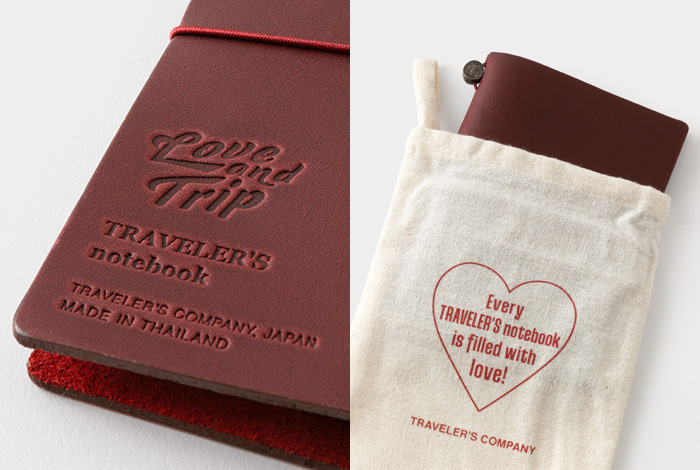 Love
and
Trip
TRAVELER'S
notebook
TRAVELER'S COMPANY, JAPAN
MADE IN THAILAND
Every
TRAVELER'S notebook
is filled with
love!
TRAVELER'S COMPANY